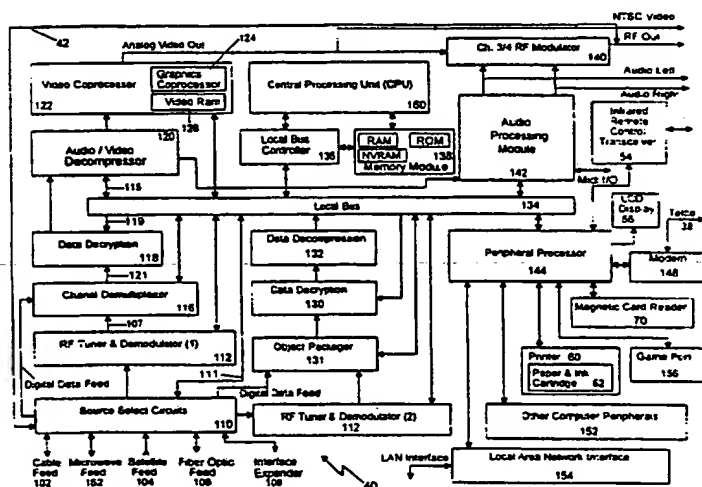 NTSC Video
42
124
Analog Video Out
Ch. 3/4 RF Modulator
140
RF Out
Video Coprocesser
122
Graphics
Coprocessor
Video Ram
126
Central Processing Unit (CPU)
160
Audio Left
Audio Right
Audio / Video
Decompressor
120
Local Bus
Controller
136
RAM
ROM
NVRAM
138
Memory Module
Audio
Processing
Module
142
Infrared
Remote
Control
Transceiver
54
115
Midi I/O
Local Bus
134
119
LCD
Display
56
Telco
38
Data Decryption
118
Data Decompression
132
Peripheral Processor
144
Modem
148
121
Channel Demultiplexor
116
Data Decryption
130
Magnetic Card Reader
70
107
RF Tuner & Demodulator (1)
112
Object Packager
131
Printer 60
Paper & Ink
Cartridge 62
Game Port
156
111
Digital Data Feed
Digital Data Feed
Source Select Circuits
110
RF Tuner & Demodulator (2)
112
Other Computer Peripherals
152
Cable
Feed
102
Microwave
Feed
162
Satellite
Feed
104
Fiber Optic
Feed
106
Interface
Expander
108
40
LAN Interface
Local Area Network Interface
154